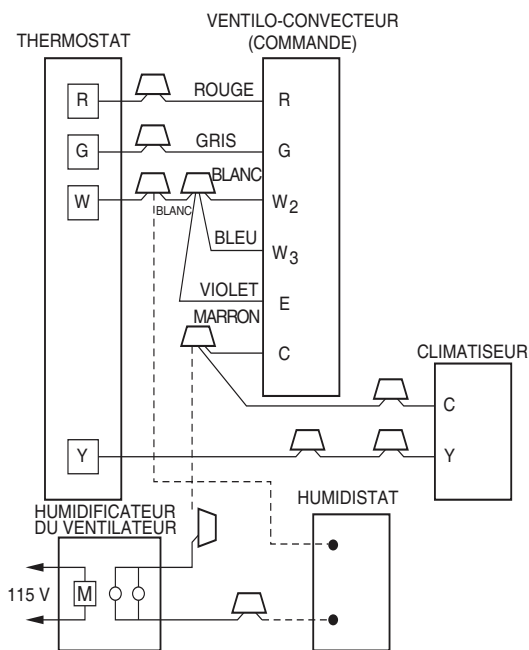 VENTILO-CONVECTEUR
(COMMANDE)
THERMOSTAT
R
ROUGE
R
G
GRIS
G
BLANC
W
BLANC
W2
BLEU
W3
VIOLET
E
MARRON
C
CLIMATISEUR
C
Y
Y
HUMIDIFICATEUR
DU VENTILATEUR
HUMIDISTAT
115 V
M